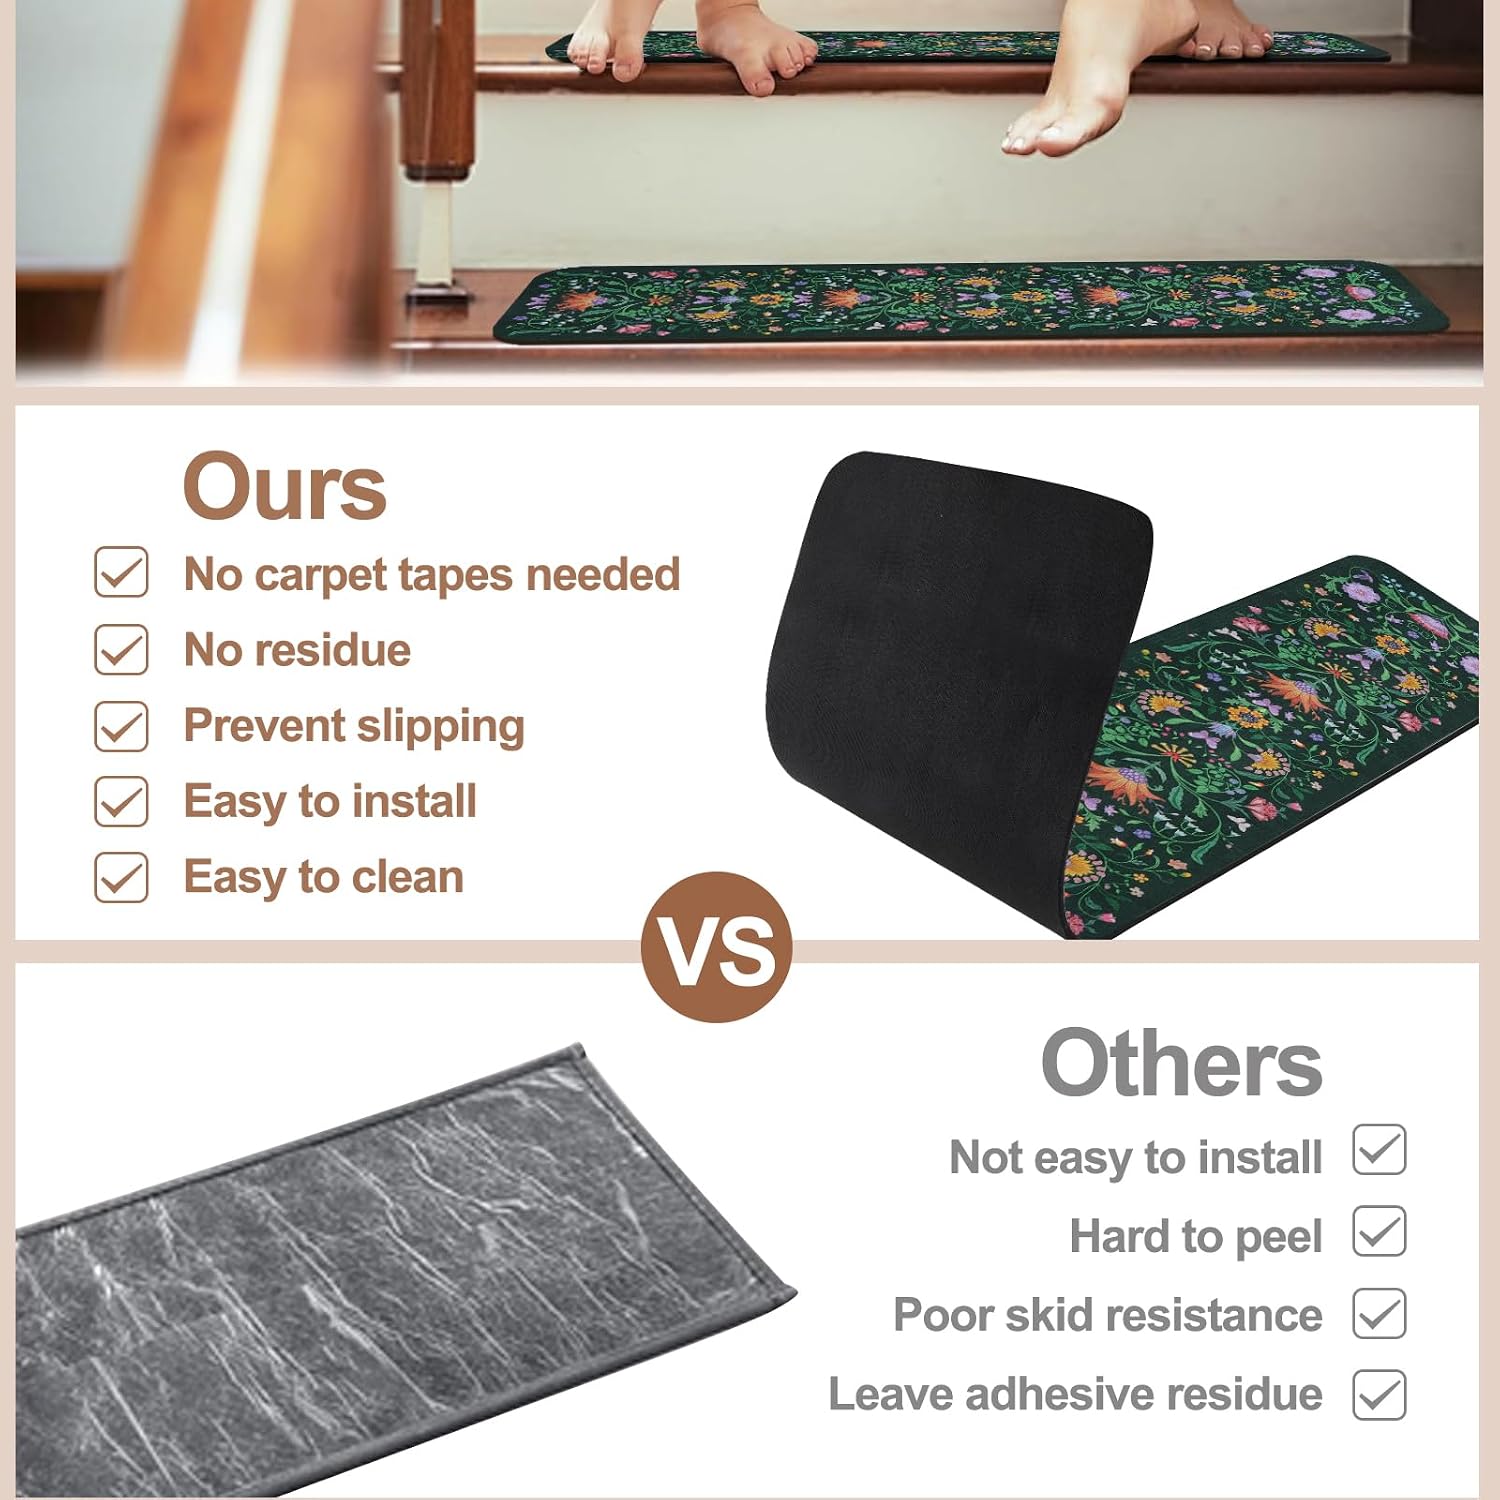 Ours
No carpet tapes needed
No residue
Prevent slipping
Easy to install
Easy to clean
VS
Others
Not easy to install
Hard to peel
Poor skid resistance
Leave adhesive residue